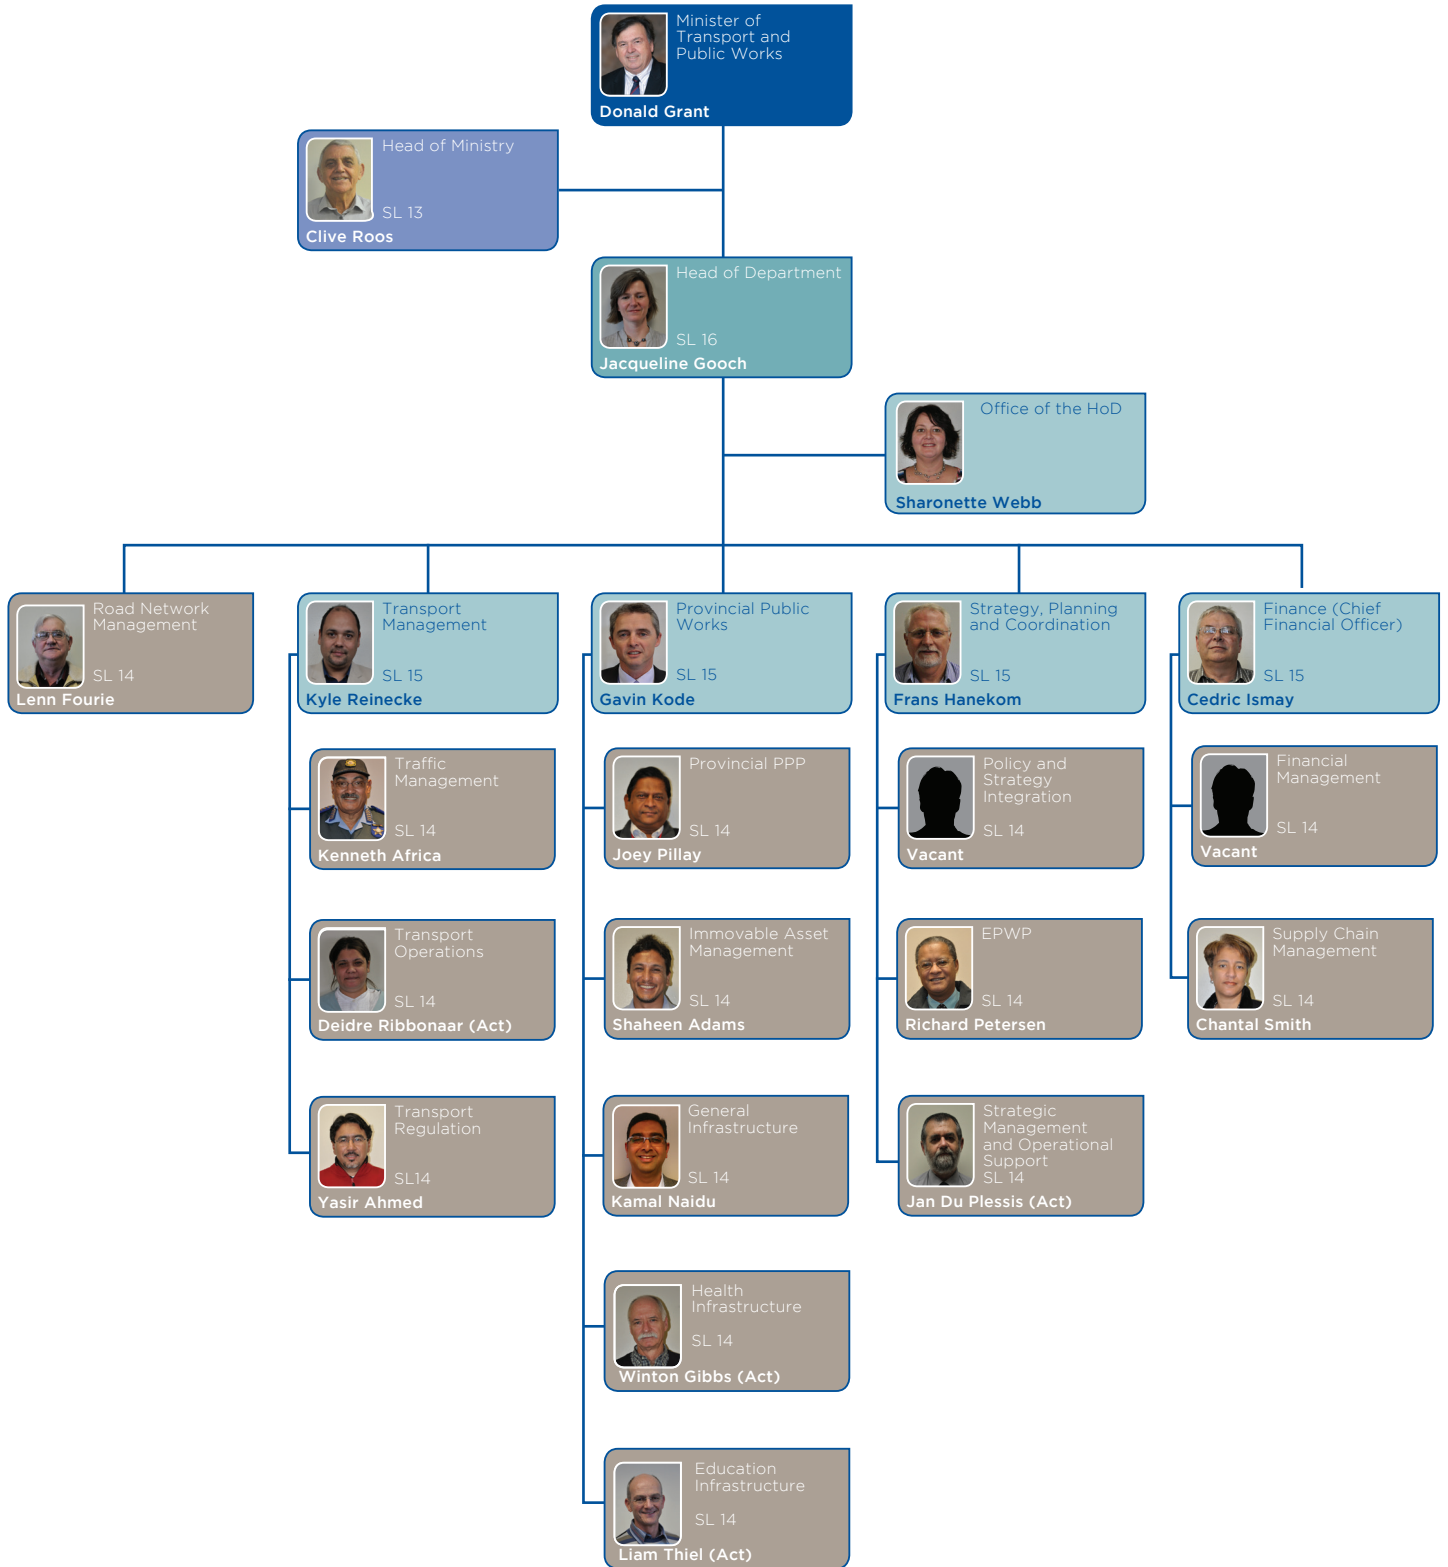 Minister of
Transport and
Public Works
Donald Grant
Head of Ministry
SL 13
Clive Roos
Head of Department
SL 16
Jacqueline Gooch
Office of the HoD
Sharonette Webb
Road Network
Management
SL 14
Lenn Fourie
Transport
Management
SL 15
Kyle Reinecke
Provincial Public
Works
SL 15
Gavin Kode
Strategy, Planning
and Coordination
SL 15
Frans Hanekom
Finance (Chief
Financial Officer)
SL 15
Cedric Ismay
Traffic
Management
SL 14
Kenneth Africa
Provincial PPP
SL 14
Joey Pillay
Policy and
Strategy
Integration
SL 14
Vacant
Financial
Management
SL 14
Vacant
Transport
Operations
SL 14
Deidre Ribbonaar (Act)
Immovable Asset
Management
SL 14
Shaheen Adams
EPWP
SL 14
Richard Petersen
Supply Chain
Management
SL 14
Chantal Smith
Transport
Regulation
SL14
Yasir Ahmed
General
Infrastructure
SL 14
Kamal Naidu
Strategic
Management
and Operational
Support
SL 14
Jan Du Plessis (Act)
Health
Infrastructure
SL 14
Winton Gibbs (Act)
Education
Infrastructure
SL 14
Liam Thiel (Act)